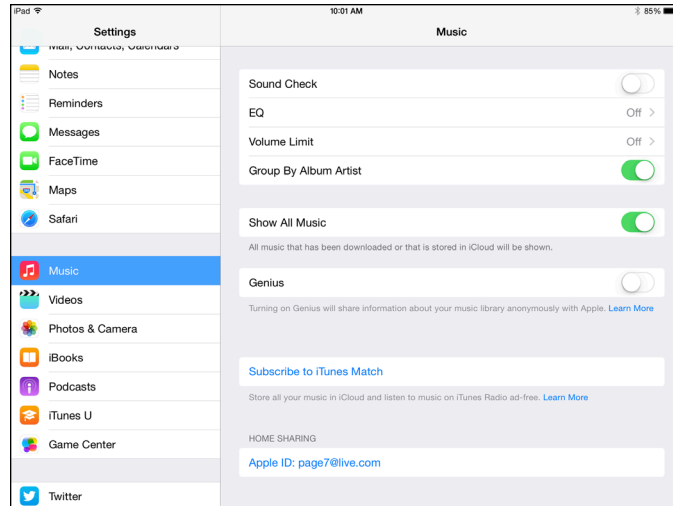 iPad
10:01 AM
85%
Settings
Music
Mail, Contacts, Calendars
Notes
Reminders
Messages
FaceTime
Maps
Safari
Music
Videos
Photos & Camera
iBooks
Podcasts
iTunes U
Game Center
Twitter
Sound Check
EQ Off >
Volume Limit Off >
Group By Album Artist
Show All Music
All music that has been downloaded or that is stored in iCloud will be shown.
Genius
Turning on Genius will share information about your music library anonymously with Apple. Learn More
Subscribe to iTunes Match
Store all your music in iCloud and listen to music on iTunes Radio ad-free. Learn More
HOME SHARING
Apple ID: page7@live.com